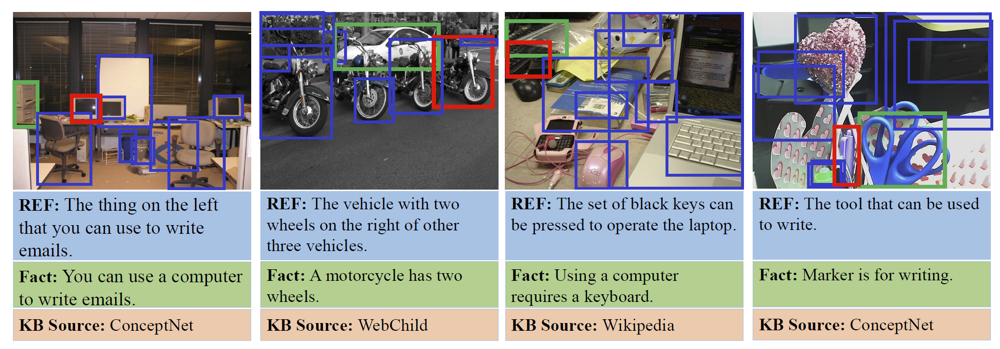 DELL
REF: The thing on the left
that you can use to write
emails.
Fact: You can use a computer
to write emails.
KB Source: ConceptNet
REF: The vehicle with two
wheels on the right of other
three vehicles.
Fact: A motorcycle has two
wheels.
KB Source: WebChild
USED
3
REF: The set of black keys can
be pressed to operate the laptop.
Fact: Using a computer
requires a keyboard.
KB Source: Wikipedia
REF: The tool that can be used
to write.
Fact: Marker is for writing.
KB Source: ConceptNet